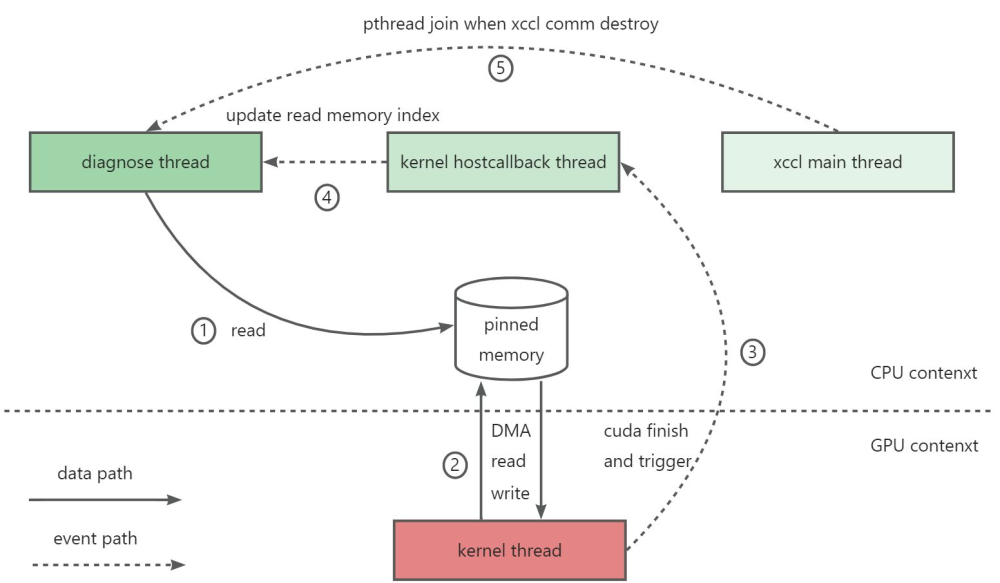 pthread join when xccl comm destroy
⑤
update read memory index
diagnose thread
kernel hostcallback thread
xccl main thread
④
① read
pinned
memory
③
CPU contenxt
DMA
read
write
②
cuda finish
and trigger
GPU contenxt
data path
event path
kernel thread